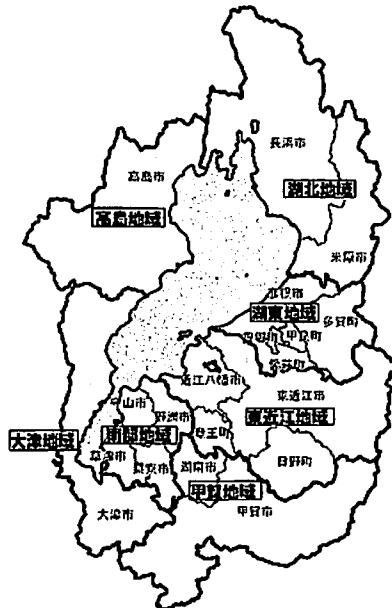 長浜市
高島市
湖北地域
高島地域
米原市
彦根市
湖東地域
多賀町
甲良町
愛荘町
近江八幡市
東近江市
守山市
野洲市
東近江地域
大津地域
南部地域
竜王町
草津市
栗東市
湖南市
日野町
甲賀地域
大津市
甲賀市